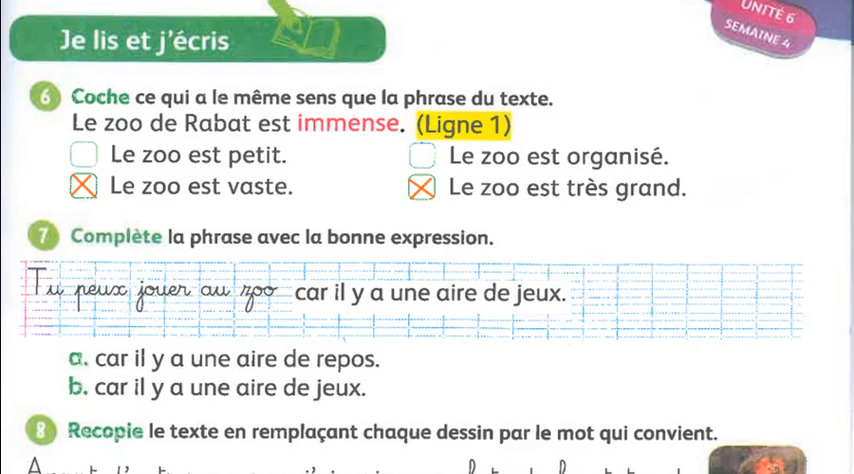 UNITÉ 6
SEMAINE 4
Je lis et j'écris
6 Coche ce qui a le même sens que la phrase du texte.
Le zoo de Rabat est immense. (Ligne 1)
Le zoo est petit.
Le zoo est organisé.
Le zoo est vaste.
Le zoo est très grand.
7 Complète la phrase avec la bonne expression.
Tu peux jouer au zoo car il y a une aire de jeux.
a. car il y a une aire de repos.
b. car il y a une aire de jeux.
8 Recopie le texte en remplaçant chaque dessin par le mot qui convient.